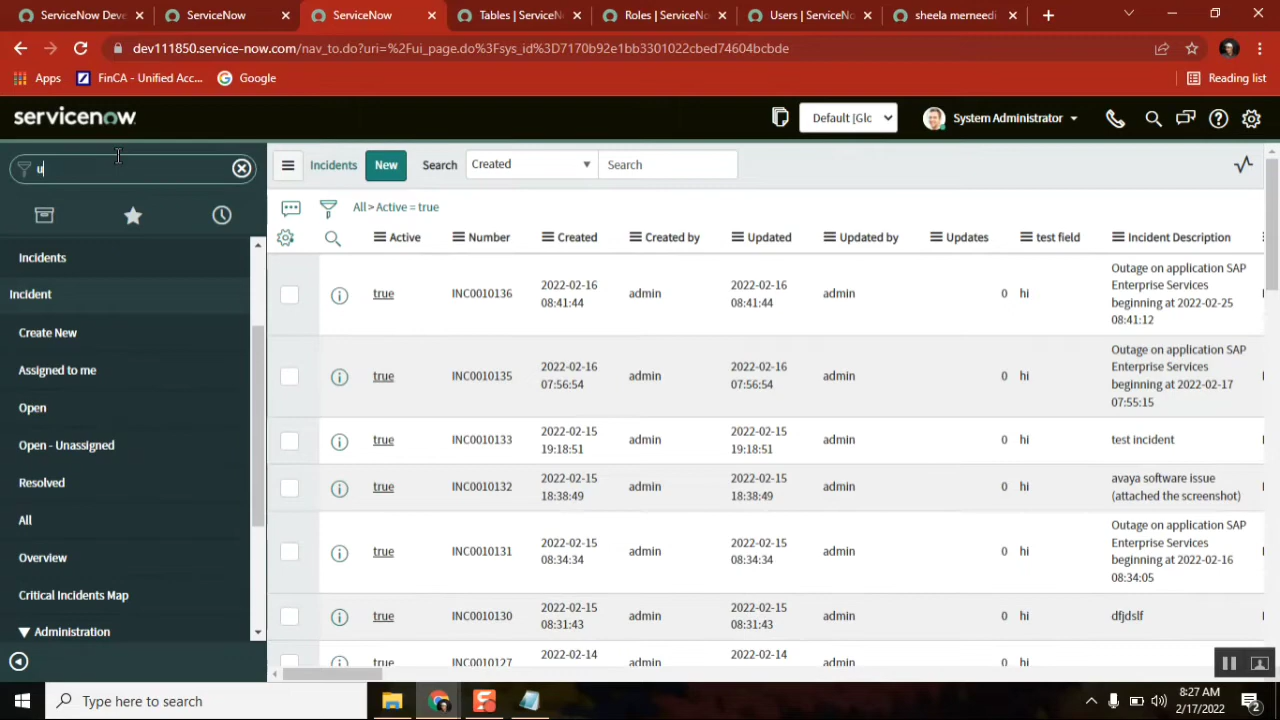 ServiceNow Deve
ServiceNow
ServiceNow
Tables | ServiceN
Roles | ServiceN
Users | ServiceN
sheela merneedi
dev111850.service-now.com/nav_to.do?uri=%2Fui_page.do%3Fsys_id%3D7170b92e1bb3301022cbed74604bcbde
Apps
FinCA - Unified Acc...
Google
Reading list
servicenow
Default [Glo
System Administrator
u
Incidents
New
Search
Created
Search
All > Active = true
Active
Number
Created
Created by
Updated
Updated by
Updates
test field
Incident Description
Incidents
Incident
Create New
Assigned to me
Open
Open - Unassigned
Resolved
All
Overview
Critical Incidents Map
Administration
true
INC0010136
2022-02-16
08:41:44
admin
2022-02-16
08:41:44
admin
0
hi
Outage on application SAP
Enterprise Services
beginning at 2022-02-25
08:41:12
true
INC0010135
2022-02-16
07:56:54
admin
2022-02-16
07:56:54
admin
0
hi
Outage on application SAP
Enterprise Services
beginning at 2022-02-17
07:55:15
true
INC0010133
2022-02-15
19:18:51
admin
2022-02-15
19:18:51
admin
0
hi
test incident
true
INC0010132
2022-02-15
18:38:49
admin
2022-02-15
18:38:49
admin
0
hi
avaya software issue
(attached the screenshot)
true
INC0010131
2022-02-15
08:34:34
admin
2022-02-15
08:34:34
admin
0
hi
Outage on application SAP
Enterprise Services
beginning at 2022-02-16
08:34:05
true
INC0010130
2022-02-15
08:31:43
admin
2022-02-15
08:31:43
admin
0
hi
dfjdslf
true
INC0010127
2022-02-14
admin
2022-02-14
admin
0
hi
Type here to search
8:27 AM
2/17/2022
2